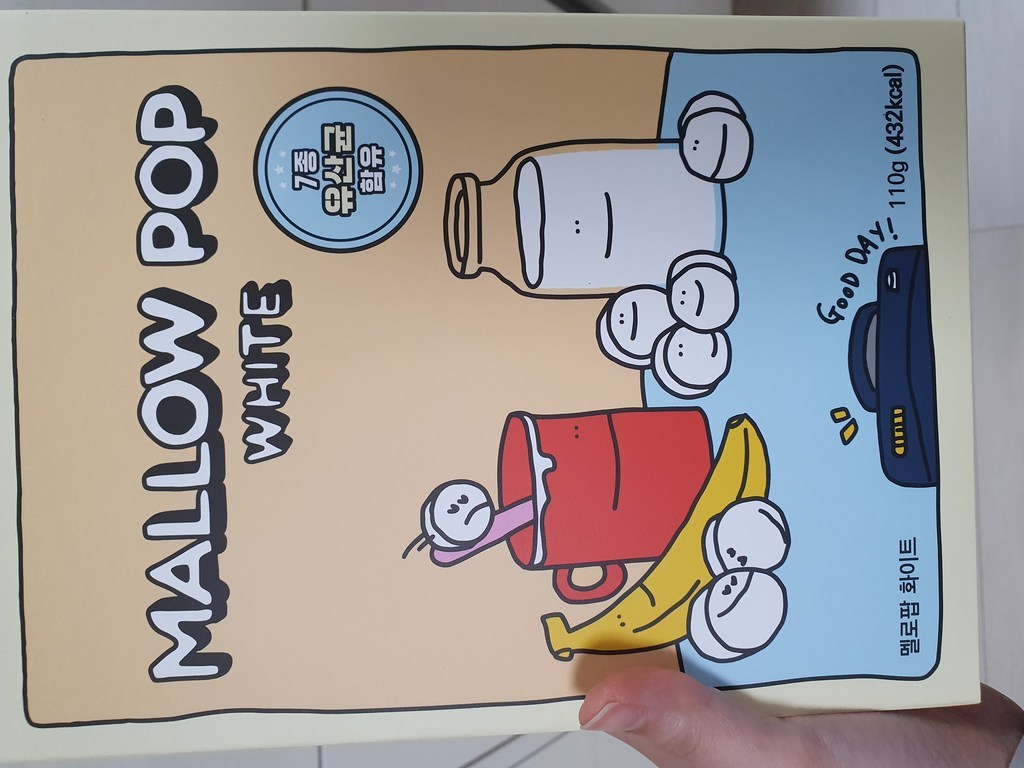 MALLOW POP
WHITE
7종
유산균
함유
GOOD DAY!
멜로팝 화이트
110g (432kcal)